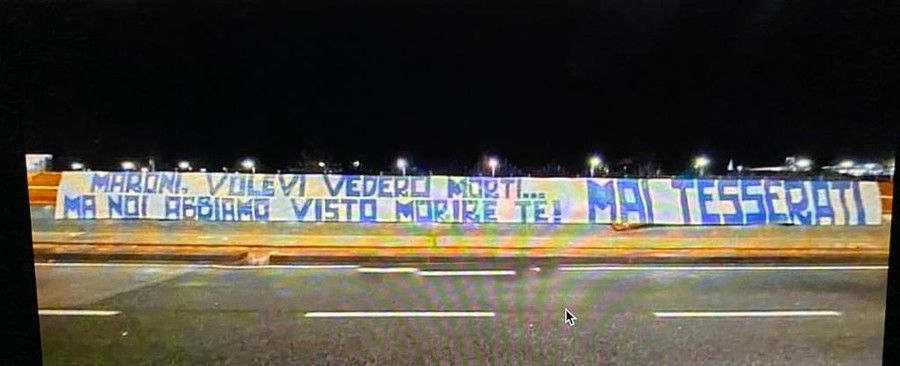 MARONI, VOLEVI VEDERCI MORTI...
MA NOI ABBIAMO VISTO MORIRE TE!
MAI TESSERATI